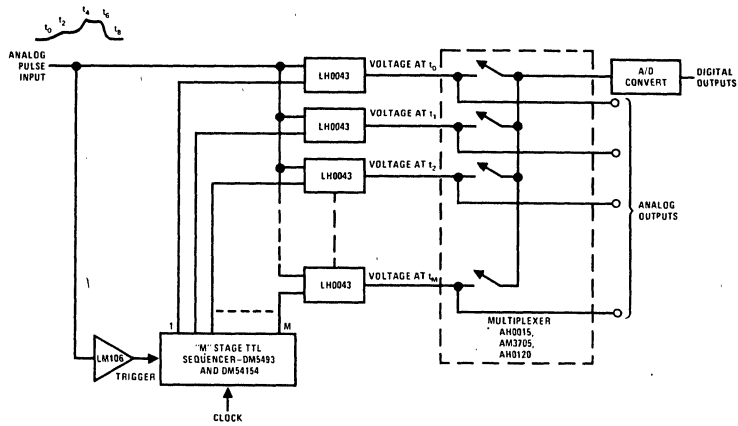 t0 t2 t4 t6 t8
ANALOG
PULSE
INPUT
LH0043
VOLTAGE AT t0
LH0043
VOLTAGE AT t1
LH0043
VOLTAGE AT t2
LH0043
VOLTAGE AT tM
A/D
CONVERT
DIGITAL
OUTPUTS
ANALOG
OUTPUTS
MULTIPLEXER
AH0015,
AM3705,
AH0120
1
M
"M" STAGE TTL
SEQUENCER–DM5493
AND DM54154
LM106
TRIGGER
CLOCK